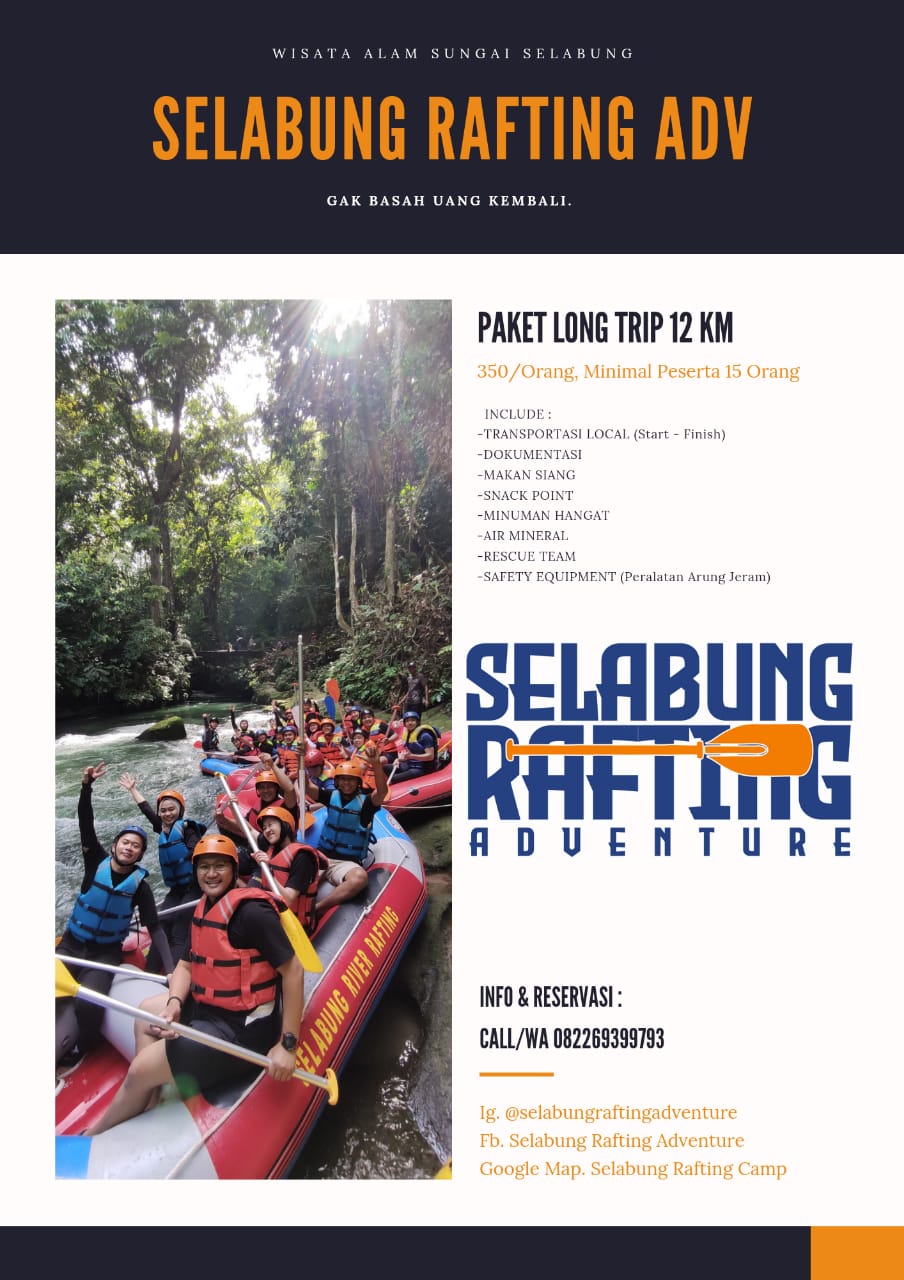 WISATA ALAM SUNGAI SELABUNG
SELABUNG RAFTING ADV
GAK BASAH UANG KEMBALI.
PAKET LONG TRIP 12 KM
350/Orang, Minimal Peserta 15 Orang
INCLUDE :
-TRANSPORTASI LOCAL (Start - Finish)
-DOKUMENTASI
-MAKAN SIANG
-SNACK POINT
-MINUMAN HANGAT
-AIR MINERAL
-RESCUE TEAM
-SAFETY EQUIPMENT (Peralatan Arung Jeram)
SELABUNG
RAFTING
ADVENTURE
SELABUNG RIVER RAFTING
INFO & RESERVASI :
CALL/WA 082269399793
Ig. @selabungraftingadventure
Fb. Selabung Rafting Adventure
Google Map. Selabung Rafting Camp